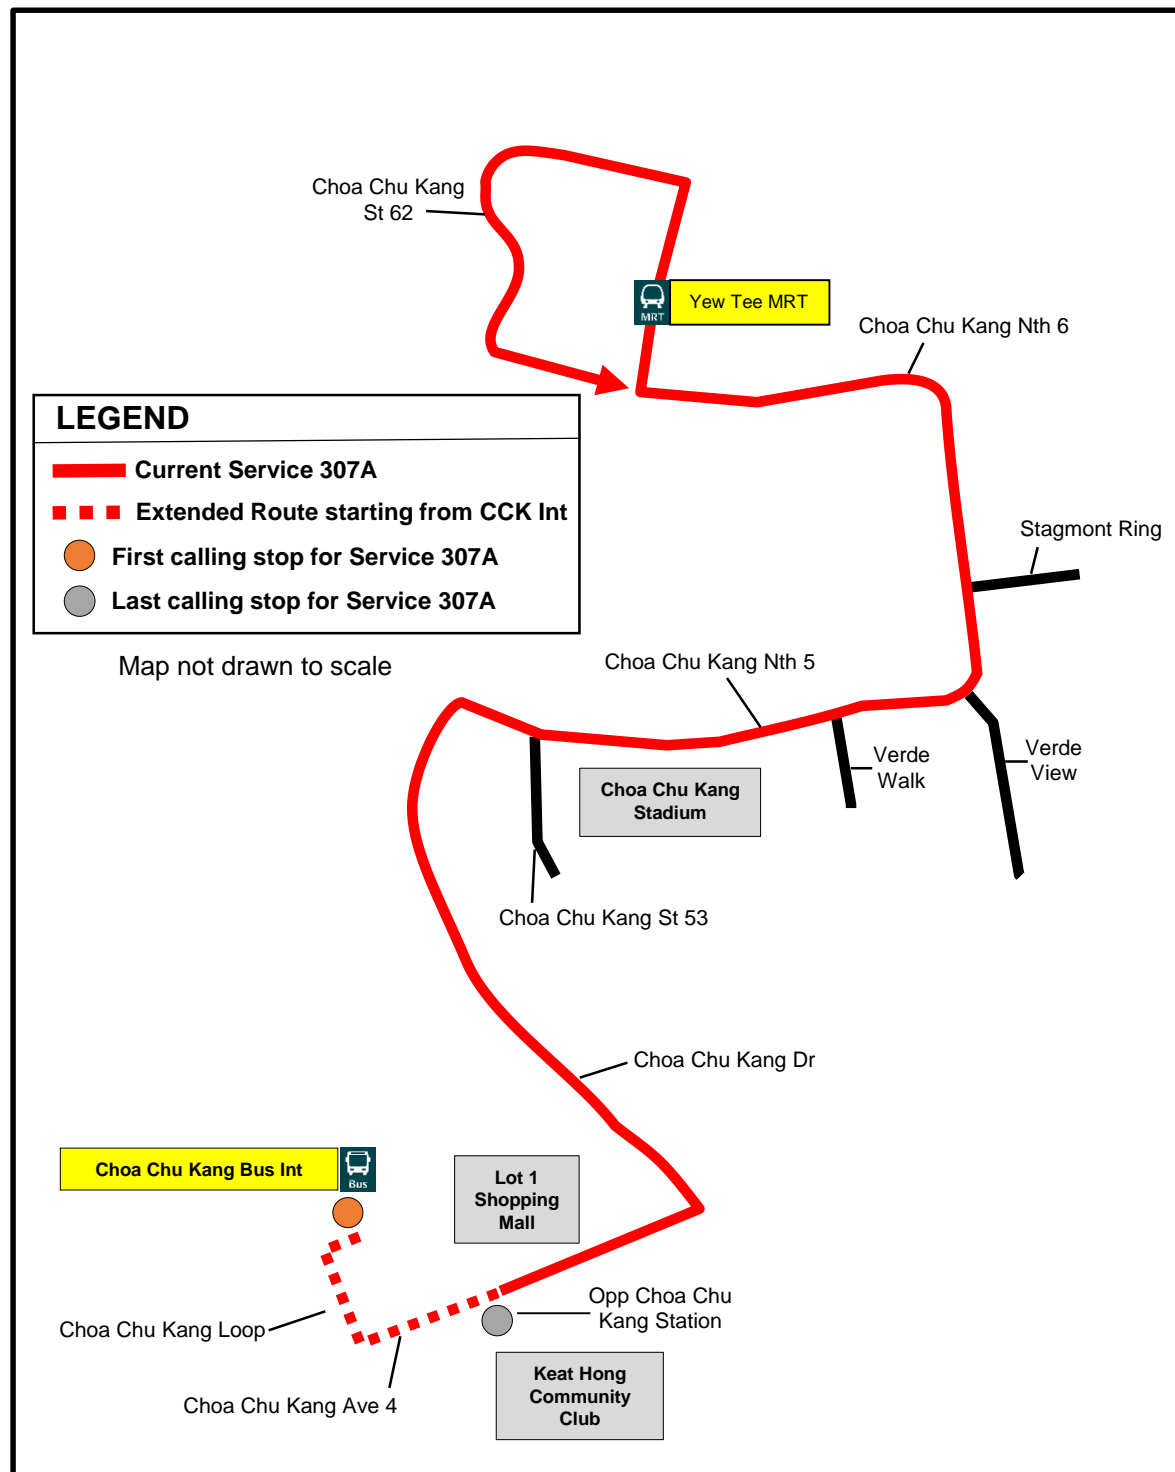 Choa Chu Kang
St 62
MRT
Yew Tee MRT
Choa Chu Kang Nth 6
LEGEND
Current Service 307A
Extended Route starting from CCK Int
First calling stop for Service 307A
Last calling stop for Service 307A
Map not drawn to scale
Stagmont Ring
Choa Chu Kang Nth 5
Verde
Walk
Verde
View
Choa Chu Kang
Stadium
Choa Chu Kang St 53
Choa Chu Kang Dr
Choa Chu Kang Bus Int
Bus
Lot 1
Shopping
Mall
Opp Choa Chu
Kang Station
Choa Chu Kang Loop
Choa Chu Kang Ave 4
Keat Hong
Community
Club